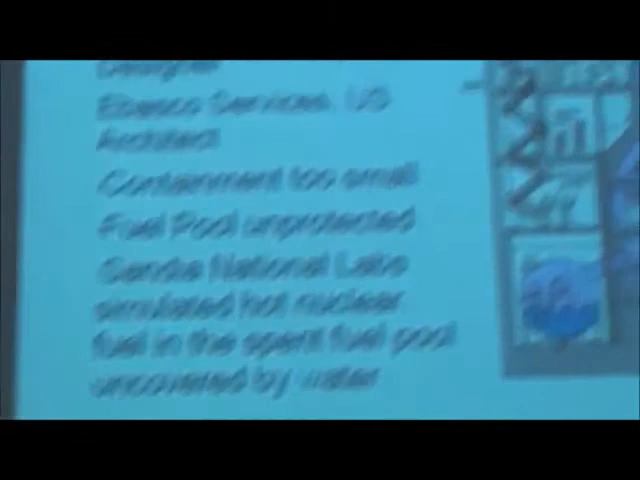 Designer
Ebasco Services, US
Architect
Containment too small
Fuel Pool unprotected
Sandia National Labs
simulated hot nuclear
fuel in the spent fuel pool
uncovered by water